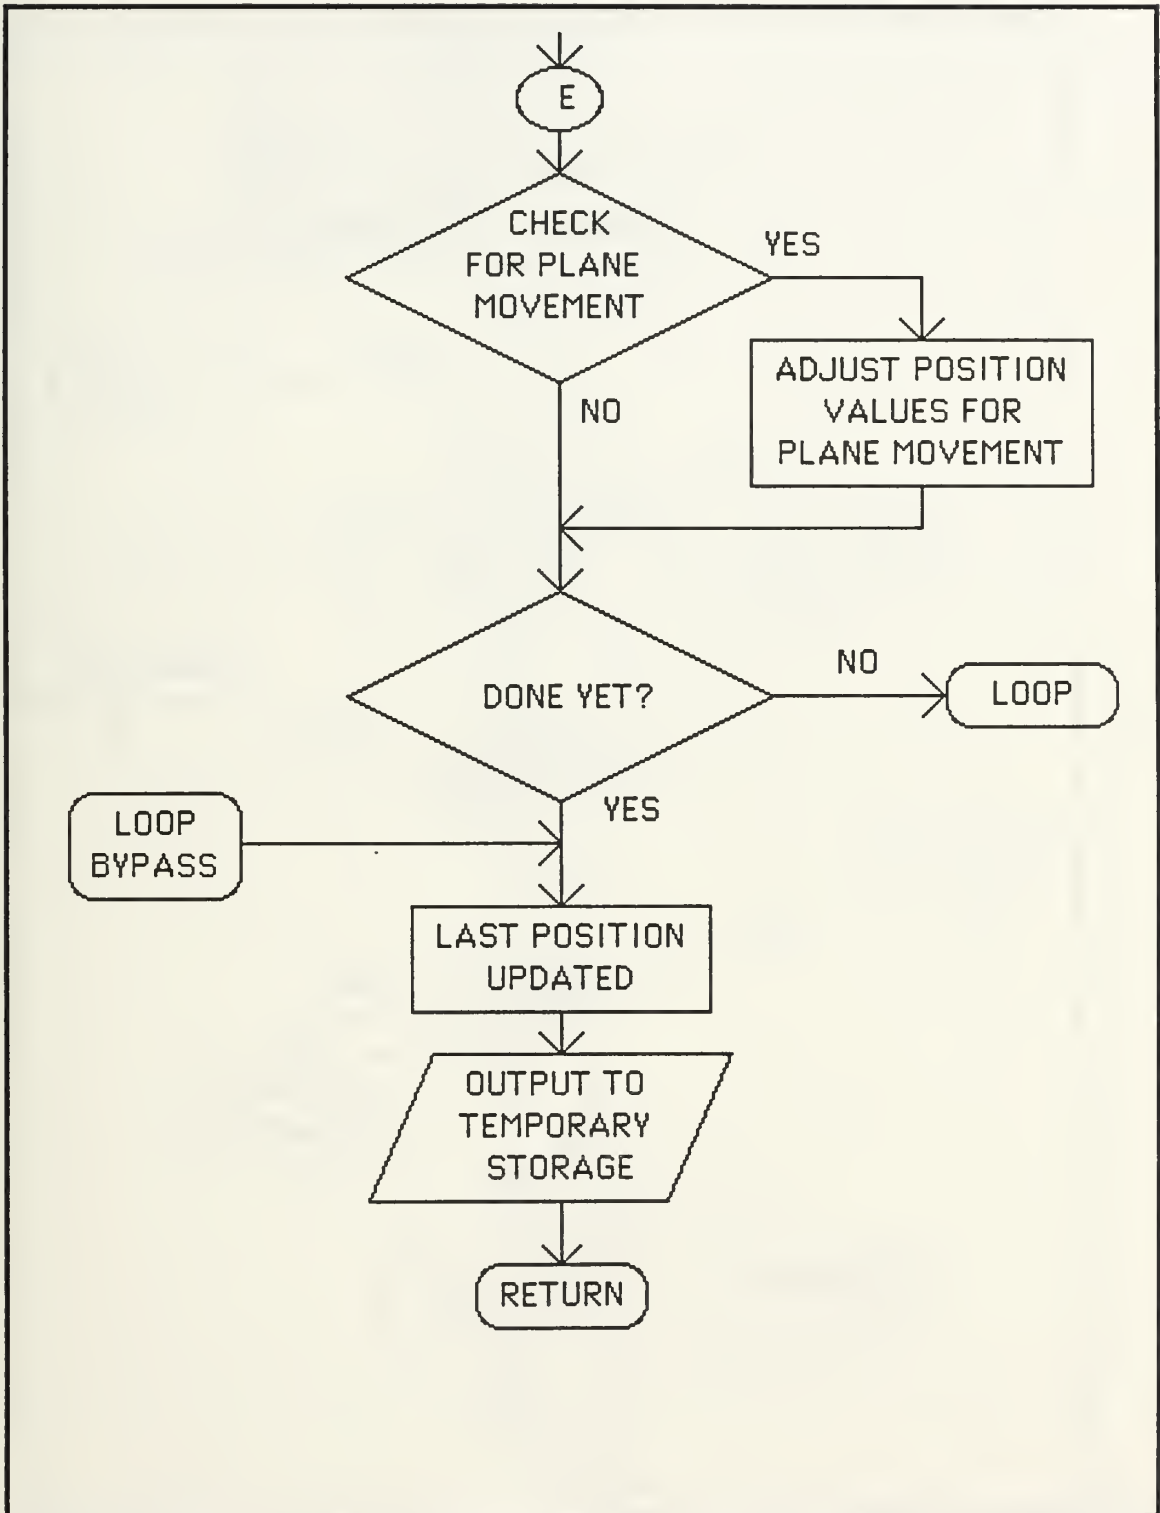 E
CHECK
FOR PLANE
MOVEMENT
YES
ADJUST POSITION
VALUES FOR
PLANE MOVEMENT
NO
DONE YET?
NO
LOOP
YES
LOOP
BYPASS
LAST POSITION
UPDATED
OUTPUT TO
TEMPORARY
STORAGE
RETURN